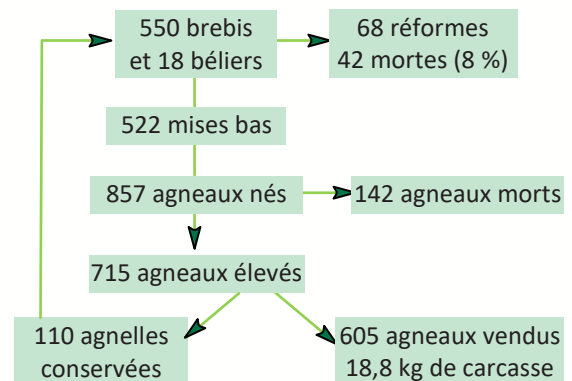 550 brebis
et 18 béliers
68 réformes
42 mortes (8 %)
522 mises bas
857 agneaux nés
142 agneaux morts
715 agneaux élevés
110 agnelles
conservées
605 agneaux vendus
18,8 kg de carcasse